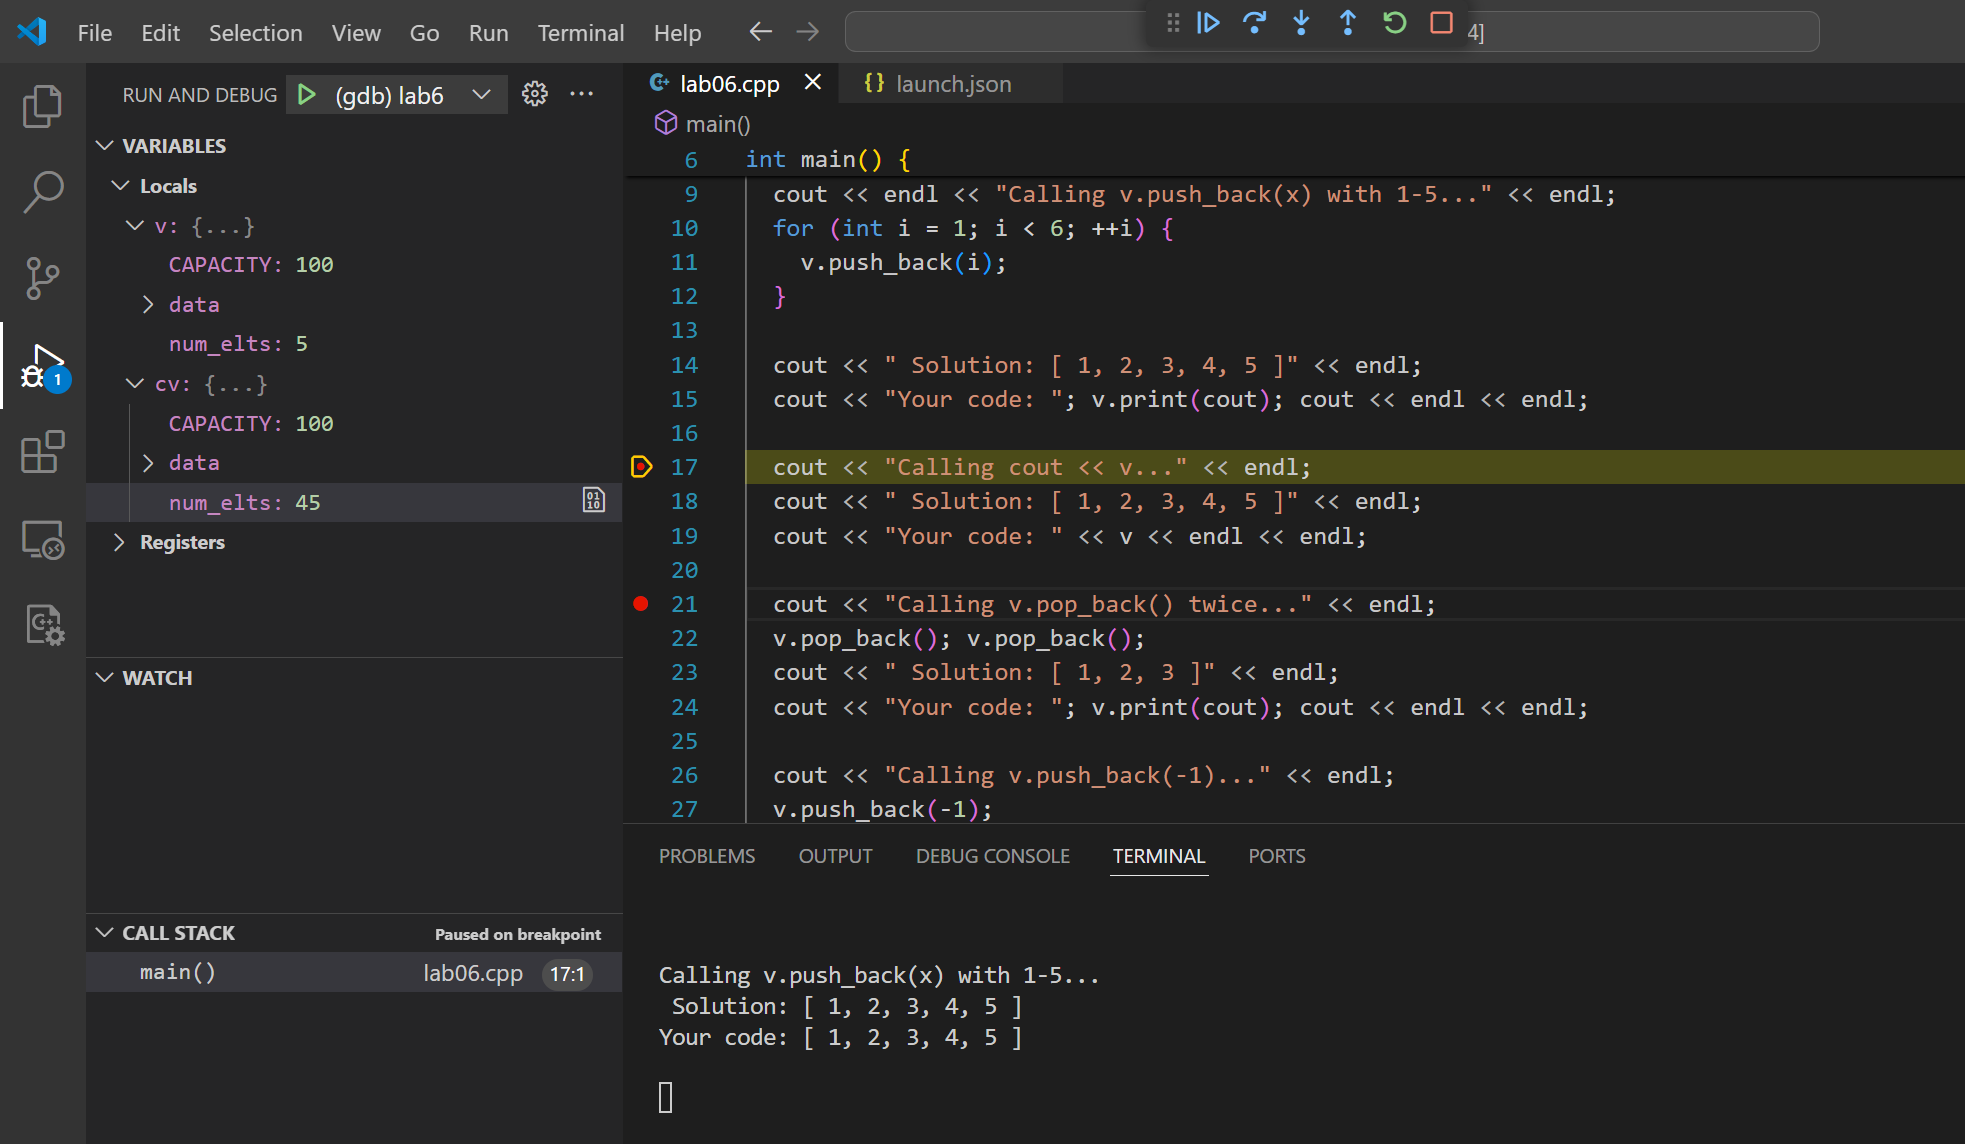 File Edit Selection View Go Run Terminal Help
4]
RUN AND DEBUG (gdb) lab6
VARIABLES
Locals
v: {...}
CAPACITY: 100
data
num_elts: 5
cv: {...}
CAPACITY: 100
data
num_elts: 45
Registers
1
WATCH
CALL STACK Paused on breakpoint
main() lab06.cpp 17:1
lab06.cpp {} launch.json
main()
6 int main() {
9 cout << endl << "Calling v.push_back(x) with 1-5..." << endl;
10 for (int i = 1; i < 6; ++i) {
11 v.push_back(i);
12 }
13
14 cout << " Solution: [ 1, 2, 3, 4, 5 ]" << endl;
15 cout << "Your code: "; v.print(cout); cout << endl << endl;
16
17 cout << "Calling cout << v..." << endl;
18 cout << " Solution: [ 1, 2, 3, 4, 5 ]" << endl;
19 cout << "Your code: " << v << endl << endl;
20
21 cout << "Calling v.pop_back() twice..." << endl;
22 v.pop_back(); v.pop_back();
23 cout << " Solution: [ 1, 2, 3 ]" << endl;
24 cout << "Your code: "; v.print(cout); cout << endl << endl;
25
26 cout << "Calling v.push_back(-1)..." << endl;
27 v.push_back(-1);
PROBLEMS OUTPUT DEBUG CONSOLE TERMINAL PORTS
Calling v.push_back(x) with 1-5...
Solution: [ 1, 2, 3, 4, 5 ]
Your code: [ 1, 2, 3, 4, 5 ]